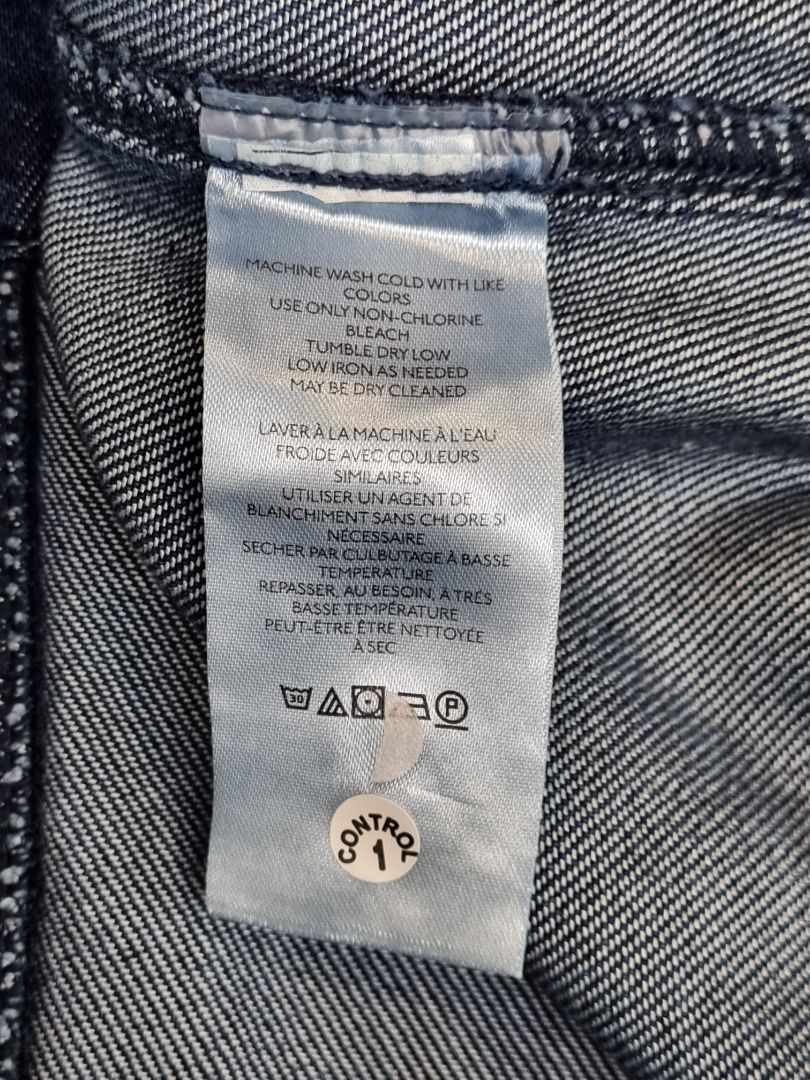 MACHINE WASH COLD WITH LIKE
COLORS
USE ONLY NON-CHLORINE
BLEACH
TUMBLE DRY LOW
LOW IRON AS NEEDED
MAY BE DRY CLEANED
LAVER À LA MACHINE À L'EAU
FROIDE AVEC COULEURS
SIMILAIRES
UTILISER UN AGENT DE
BLANCHIMENT SANS CHLORE SI
NÉCESSAIRE
SECHER PAR CULBUTAGE À BASSE
TEMPERATURE
REPASSER, AU BESOIN, À TRÉS
BASSE TEMPÉRATURE
PEUT-ÊTRE ÊTRE NETTOYÉE
À SEC
30
P
CONTROL
1